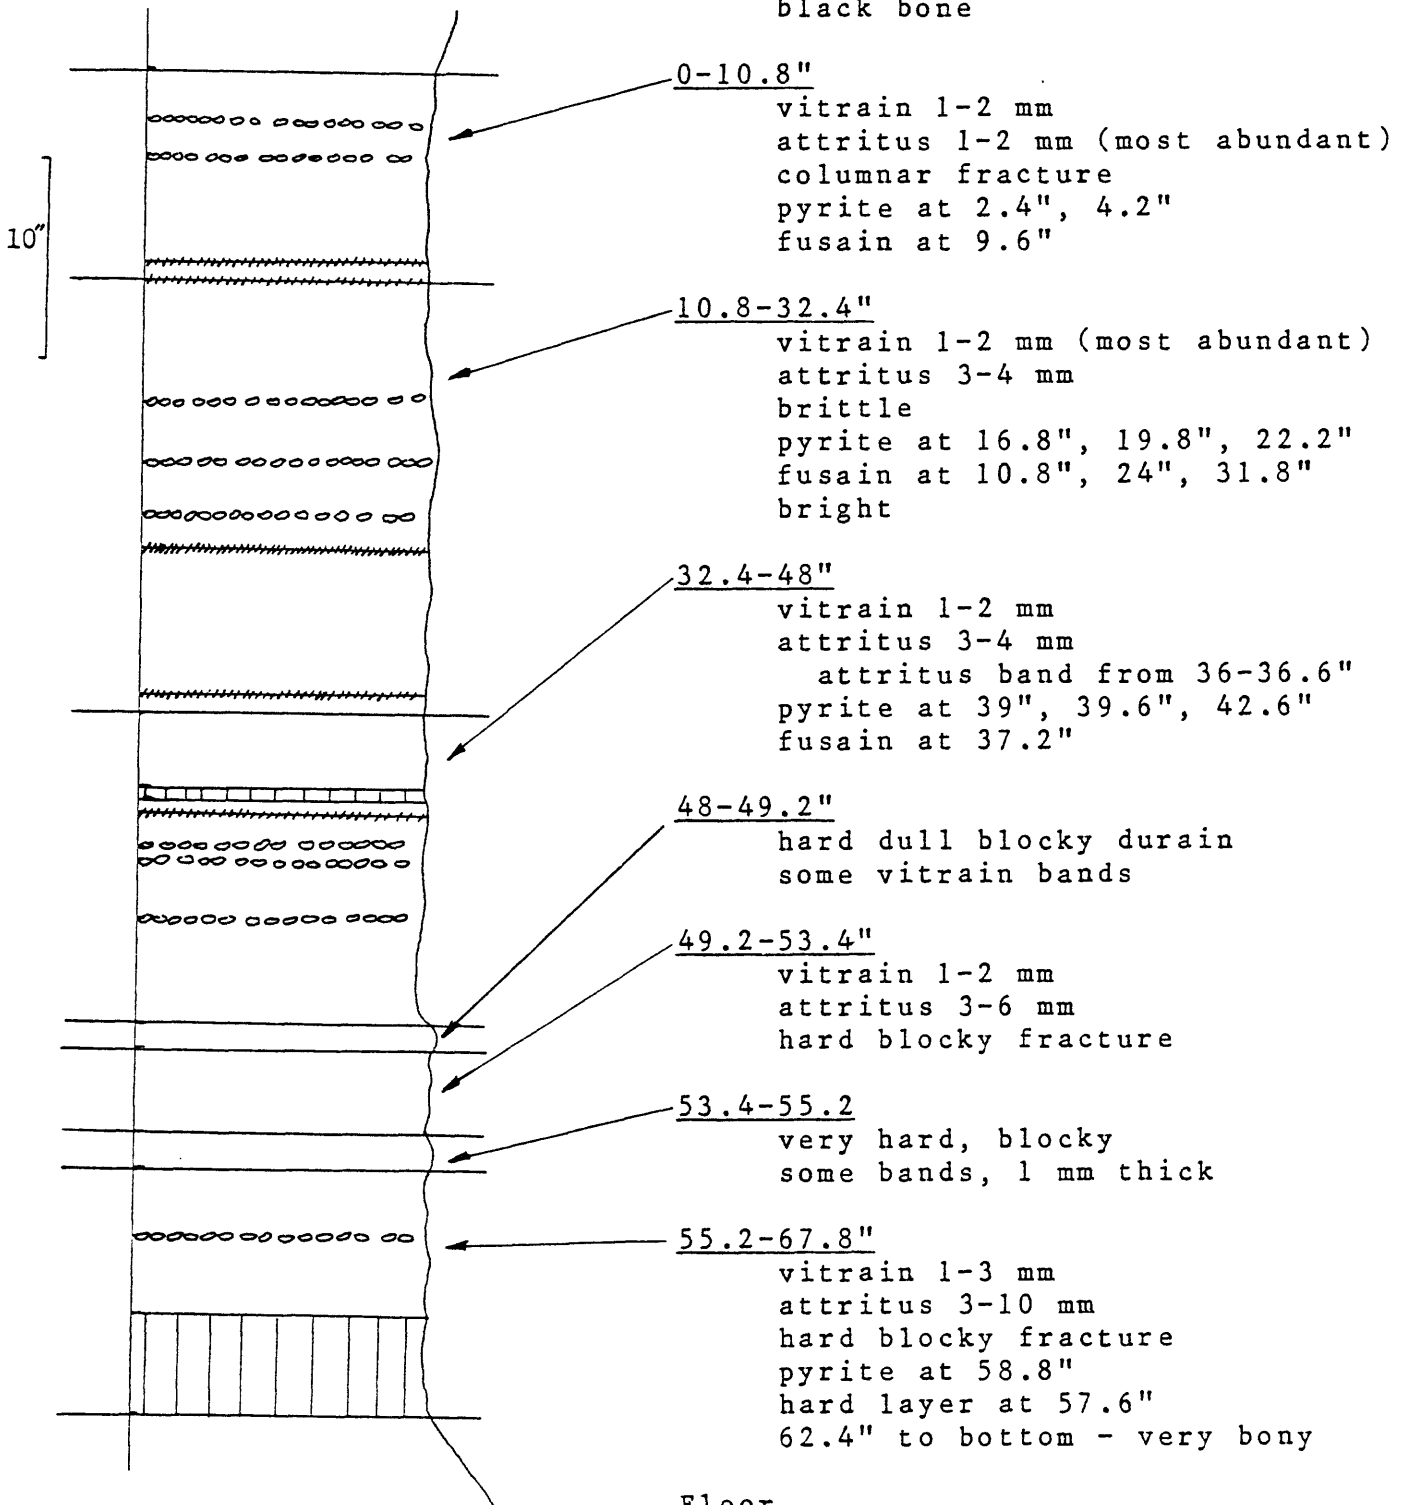 black bone
0-10.8"
vitrain 1-2 mm
attritus 1-2 mm (most abundant)
columnar fracture
pyrite at 2.4", 4.2"
fusain at 9.6"
10"
10.8-32.4"
vitrain 1-2 mm (most abundant)
attritus 3-4 mm
brittle
pyrite at 16.8", 19.8", 22.2"
fusain at 10.8", 24", 31.8"
bright
32.4-48"
vitrain 1-2 mm
attritus 3-4 mm
attritus band from 36-36.6"
pyrite at 39", 39.6", 42.6"
fusain at 37.2"
48-49.2"
hard dull blocky durain
some vitrain bands
49.2-53.4"
vitrain 1-2 mm
attritus 3-6 mm
hard blocky fracture
53.4-55.2
very hard, blocky
some bands, 1 mm thick
55.2-67.8"
vitrain 1-3 mm
attritus 3-10 mm
hard blocky fracture
pyrite at 58.8"
hard layer at 57.6"
62.4" to bottom - very bony
Floor